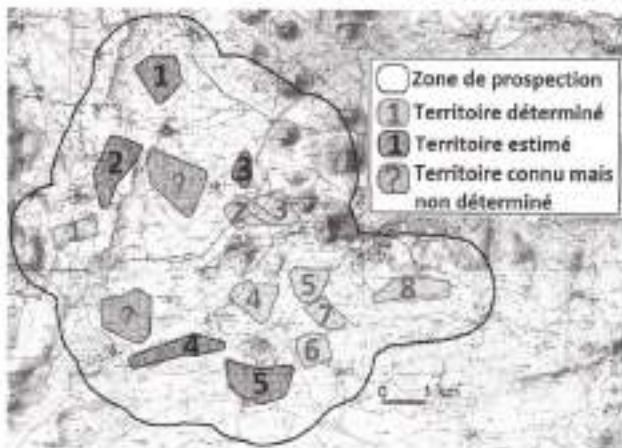 Zone de prospection
1 Territoire déterminé
1 Territoire estimé
? Territoire connu mais
non déterminé
1
2
?
3
2
3
1
5
8
4
7
?
4
6
5
0 1 km